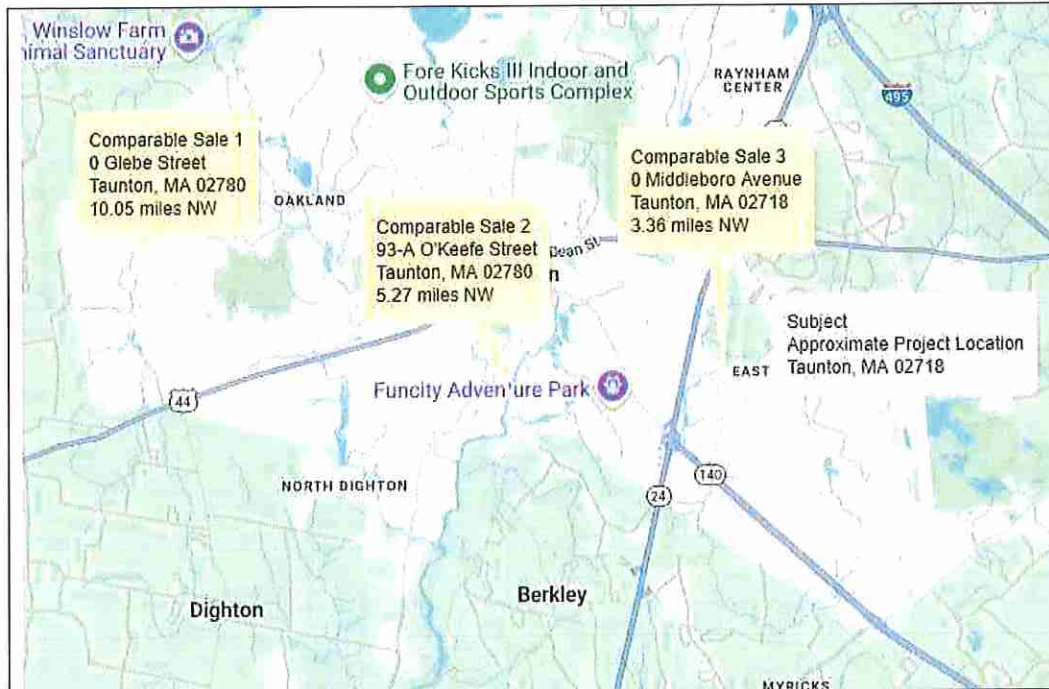 Winslow Farm
nimal Sanctuary
Fore Kicks III Indoor and
Outdoor Sports Complex
RAYNHAM
CENTER
495
Comparable Sale 1
0 Glebe Street
Taunton, MA 02780
10.05 miles NW
OAKLAND
Comparable Sale 2
93-A O'Keefe Street
Taunton, MA 02780
5.27 miles NW
Dean St
n
Comparable Sale 3
0 Middleboro Avenue
Taunton, MA 02718
3.36 miles NW
Subject
Approximate Project Location
Taunton, MA 02718
EAST
Funcity Adven'ure Park
44
NORTH DIGHTON
140
24
Dighton
Berkley
MYRICKS